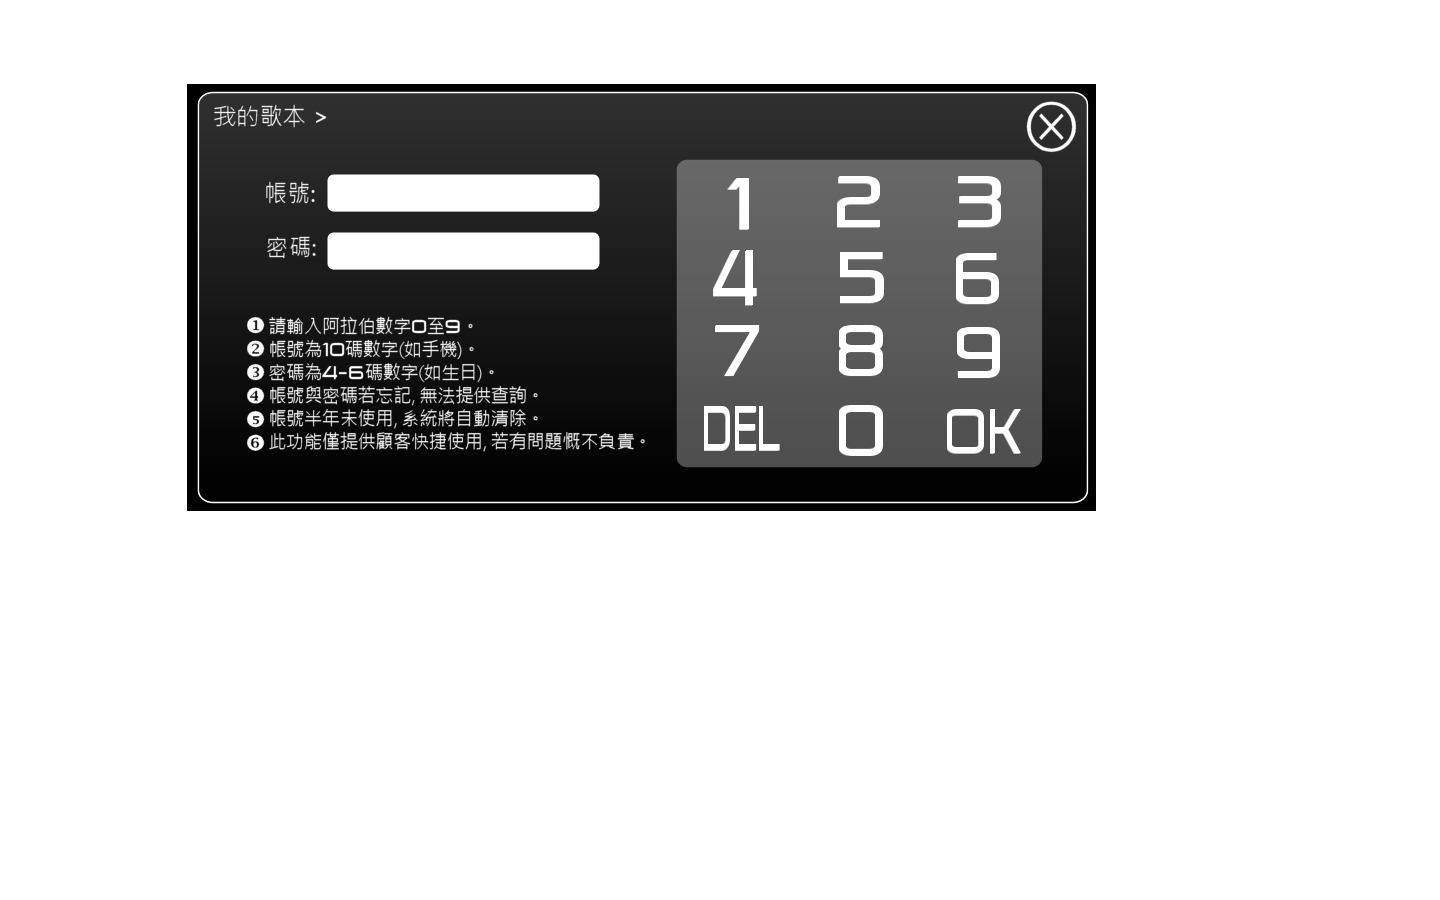 我的歌本 >
帳號:
密碼:
❶ 請輸入阿拉伯數字0至9。
❷ 帳號為10碼數字(如手機)。
❸ 密碼為4-6碼數字(如生日)。
❹ 帳號與密碼若忘記, 無法提供查詢。
❺ 帳號半年未使用, 系統將自動清除。
❻ 此功能僅提供顧客快捷使用, 若有問題慨不負責。
1 2 3
4 5 6
7 8 9
DEL 0 OK